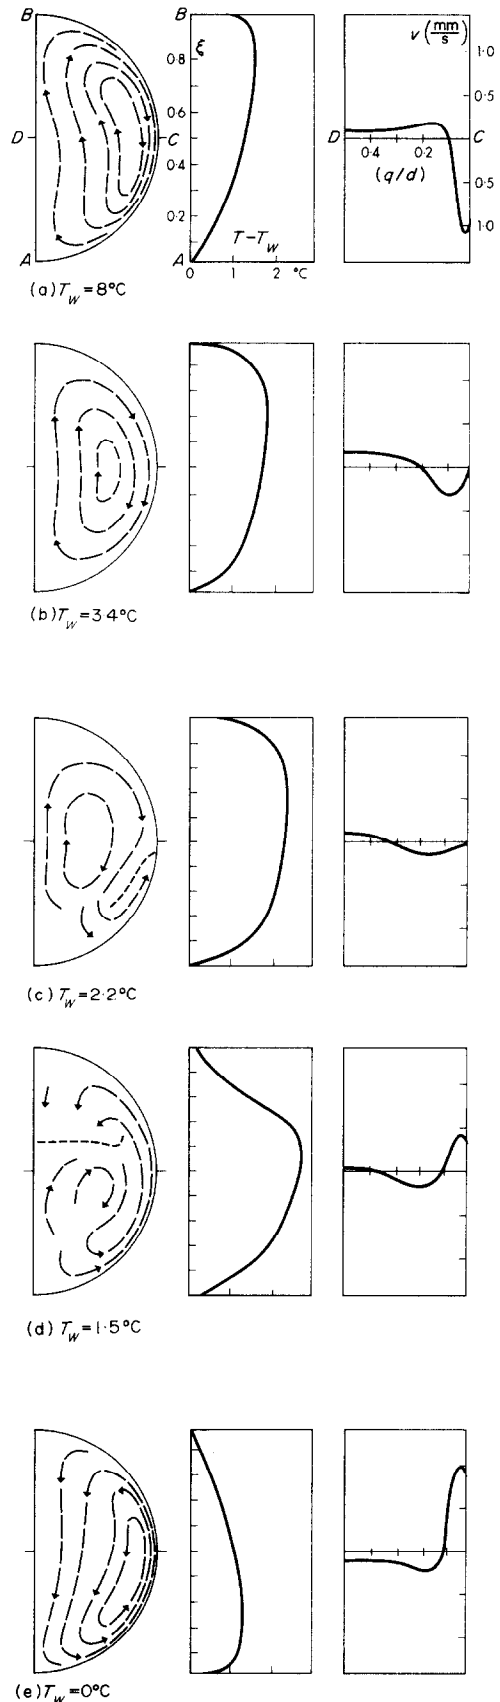 B
B
ξ
v (mm/s)
0·8
1·0
0·6
0·5
D
C
D
C
0·4
0·4
0·2
(q/d)
0·5
0·2
T−T_W
1·0
A
A
0
1
2
°C
(a) T_W = 8°C
(b) T_W = 3·4°C
(c) T_W = 2·2°C
(d) T_W = 1·5°C
(e) T_W = 0°C